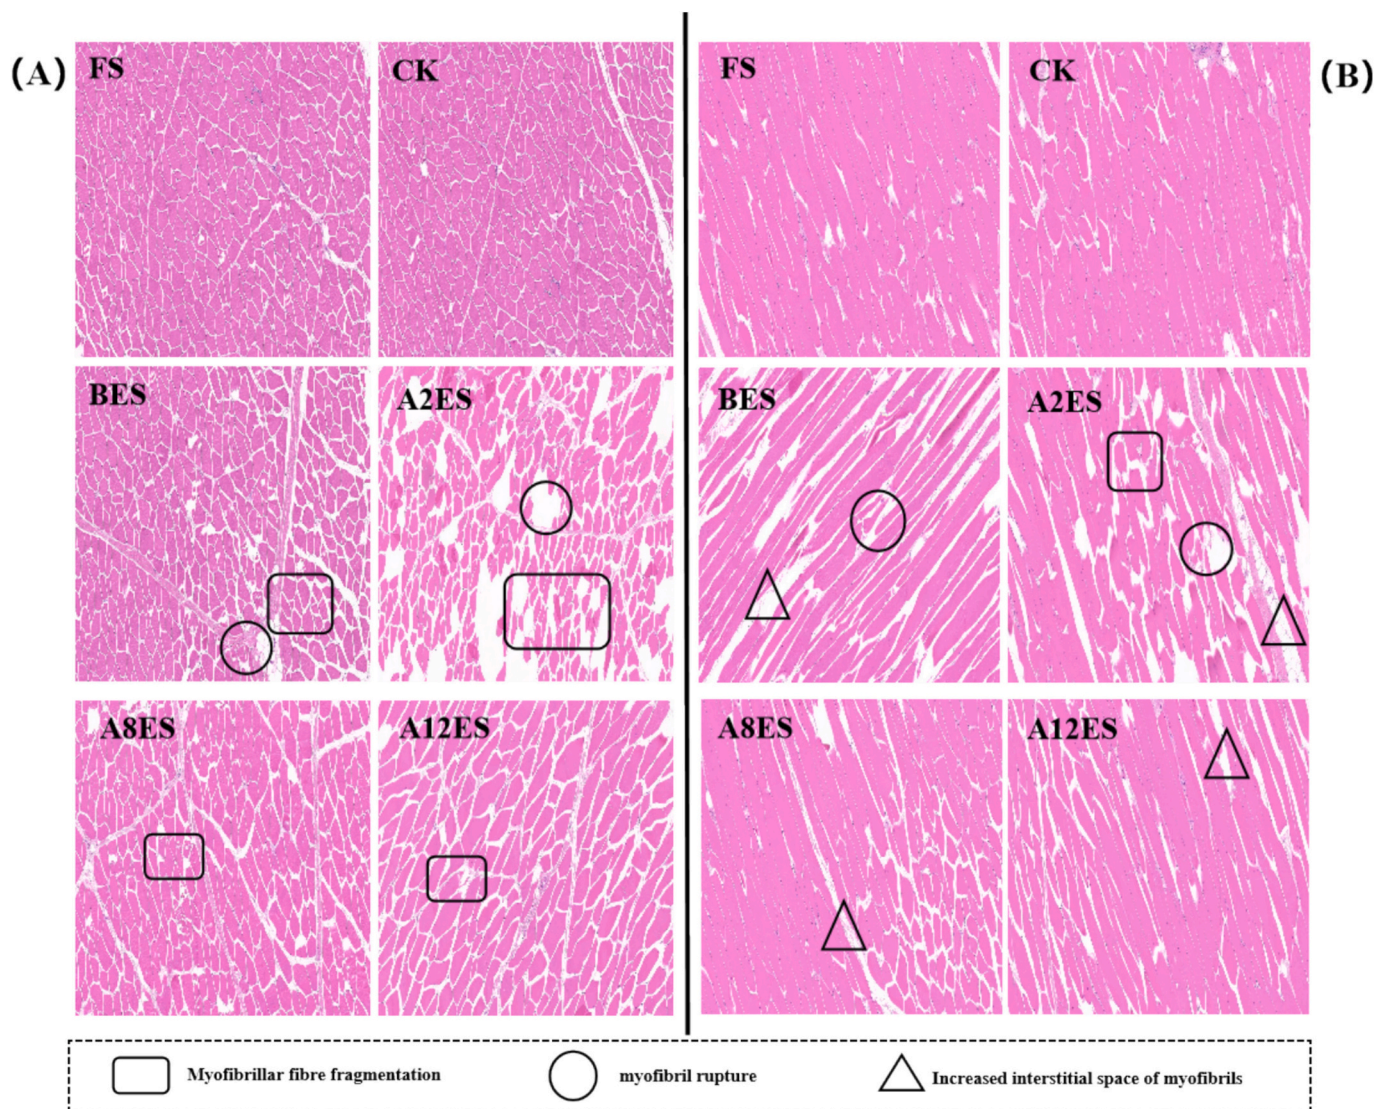 (A)
FS
CK
FS
CK
(B)
BES
A2ES
BES
A2ES
A8ES
A12ES
A8ES
A12ES
Myofibrillar fibre fragmentation
myofibril rupture
Increased interstitial space of myofibrils